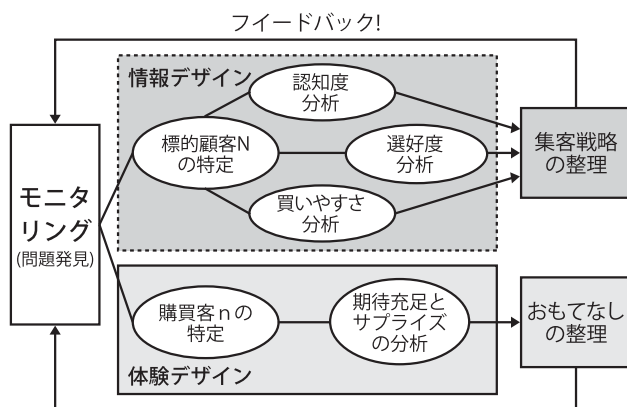 フイードバック!
情報デザイン
認知度
分析
標的顧客N
の特定
選好度
分析
買いやすさ
分析
集客戦略
の整理
モニタ
リング
(問題発見)
購買客nの
特定
期待充足と
サプライズ
の分析
おもてなし
の整理
体験デザイン